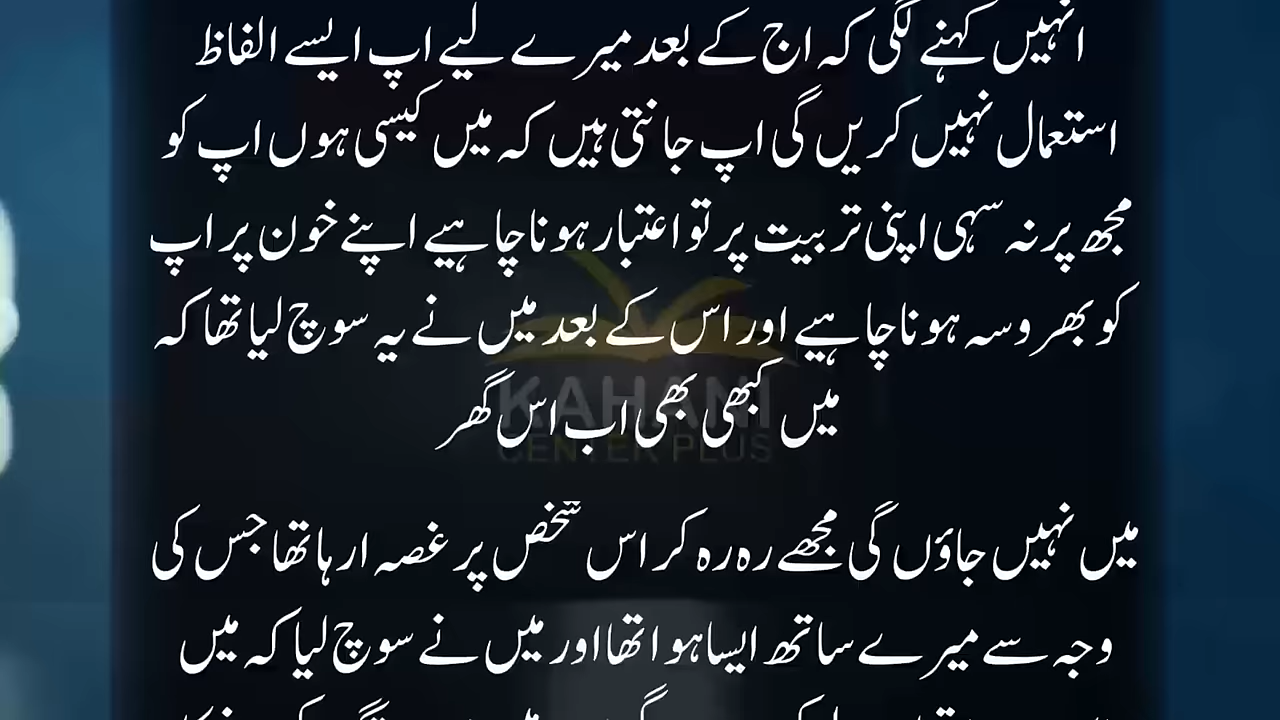 انہیں کہنے لگی کہ اج کے بعد میرے لیے اپ ایسے الفاظ
استعمال نہیں کریں گی اپ جانتی ہیں کہ میں کیسی ہوں اپ کو
مجھ پر نہ سہی اپنی تربیت پر تو اعتبار ہونا چاہیے اپنے خون پر اپ
کو بھروسہ ہونا چاہیے اور اس کے بعد میں نے یہ سوچ لیا تھا کہ
میں کبھی بھی اب اس گھر
KAHANI
CENTER PLUS
میں نہیں جاؤں گی مجھے رہ رہ کر اس شخص پر غصہ ارہا تھا جس کی
وجہ سے میرے ساتھ ایسا ہوا تھا اور میں نے سوچ لیا کہ میں